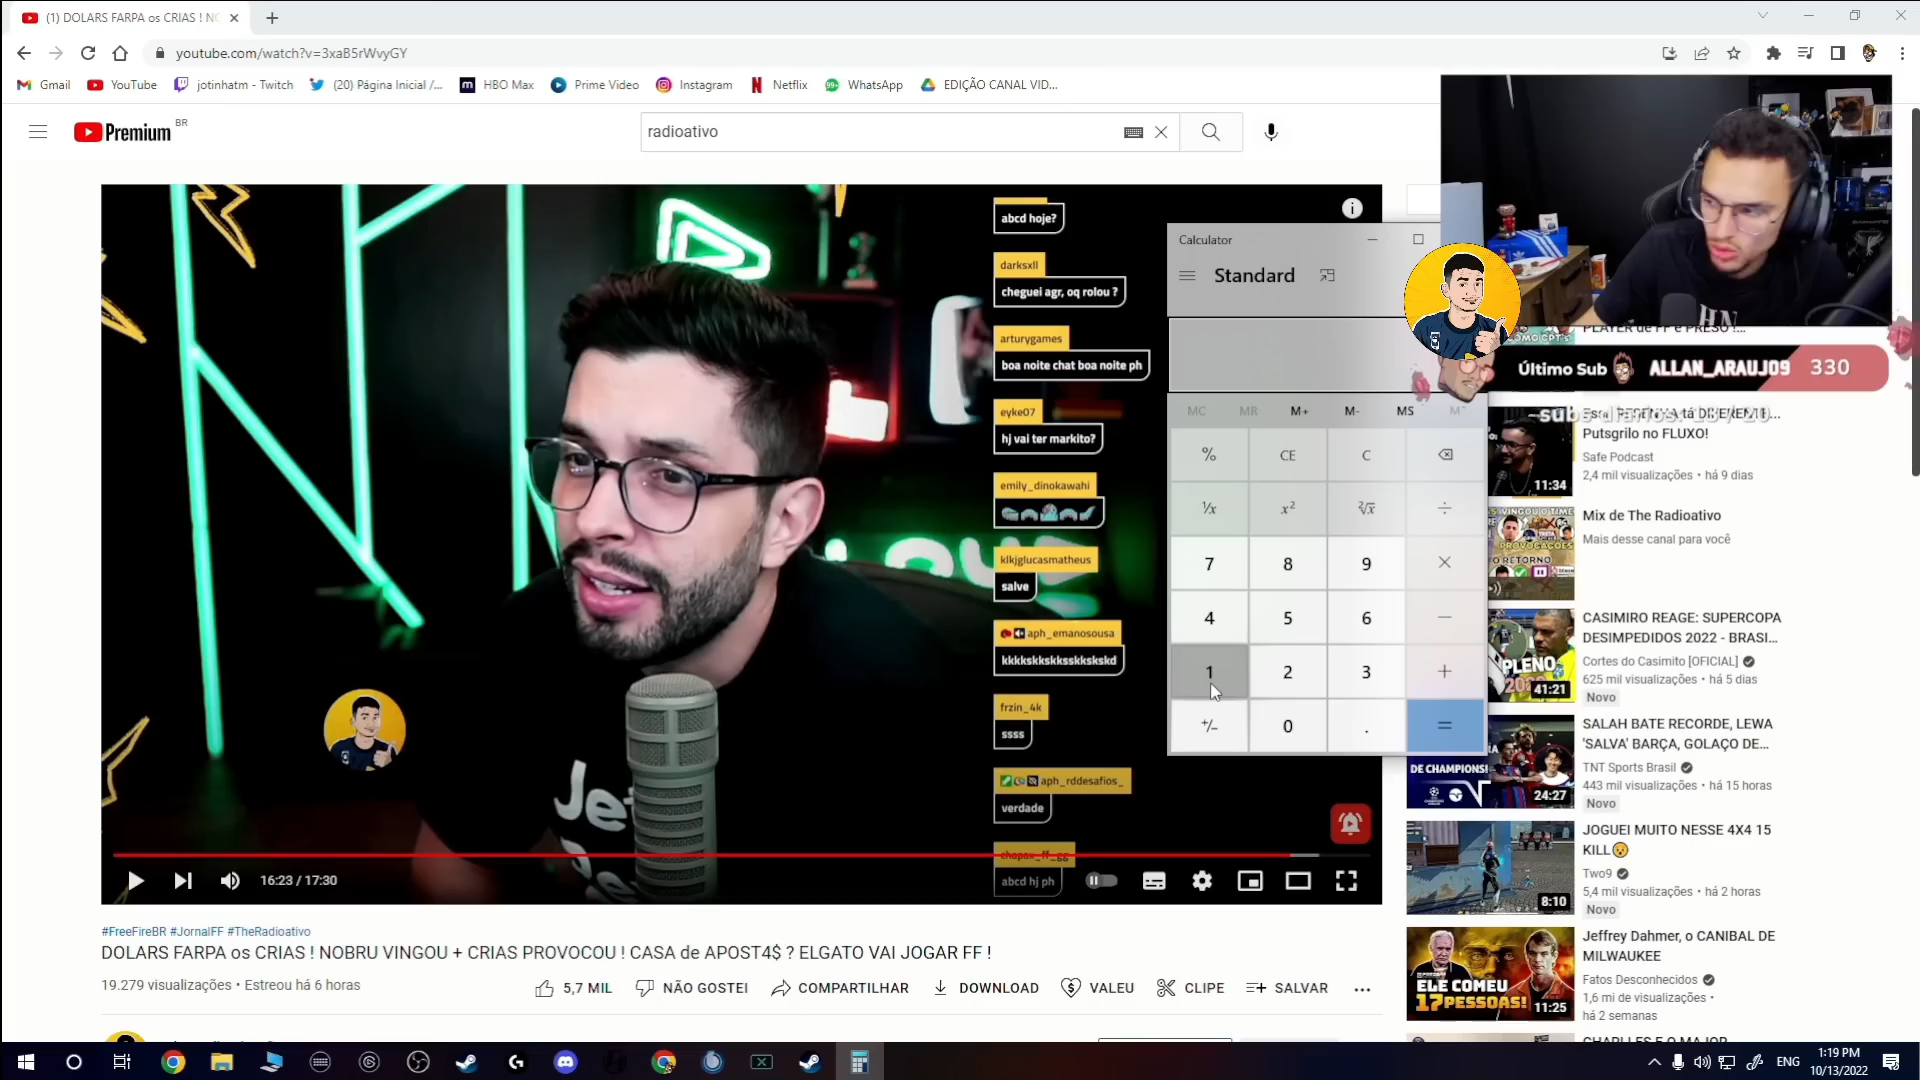 (1) DOLARS FARPA os CRIAS ! NO
youtube.com/watch?v=3xaB5rWvyGY
Gmail
YouTube
jotinhatm - Twitch
(20) Página Inicial /...
HBO Max
Prime Video
Instagram
Netflix
WhatsApp
EDIÇÃO CANAL VID...
Premium BR
radioativo
abcd hoje?
darksxll
cheguei agr, oq rolou ?
arturygames
boa noite chat boa noite ph
eyke07
hj vai ter markito?
emily_dinokawahi
klkjglucasmatheus
salve
aph_emanosousa
kkkkskkskksskkskskd
frzin_4k
ssss
aph_rddesafios_
verdade
abcd hj ph
16:23 / 17:30
Calculator
Standard
MC MR M+ M- MS
% CE C
⅟x x² ²√x ÷
7 8 9 ×
4 5 6 −
1 2 3 +
+/− 0 . =
Último Sub ALLAN_ARAUJO9 330
Putsgrilo no FLUXO!
Safe Podcast
2,4 mil visualizações • há 9 dias
11:34
Mix de The Radioativo
Mais desse canal para você
CASIMIRO REAGE: SUPERCOPA
DESIMPEDIDOS 2022 - BRASI...
Cortes do Casimito [OFICIAL]
625 mil visualizações • há 5 dias
Novo
PLENO
41:21
SALAH BATE RECORDE, LEWA
'SALVA' BARÇA, GOLAÇO DE...
TNT Sports Brasil
443 mil visualizações • há 15 horas
Novo
DE CHAMPIONS!
24:27
JOGUEI MUITO NESSE 4X4 15
KILL
Two9
5,4 mil visualizações • há 2 horas
Novo
8:10
Jeffrey Dahmer, o CANIBAL DE
MILWAUKEE
Fatos Desconhecidos
1,6 mi de visualizações •
há 2 semanas
ELE COMEU
17 PESSOAS!
11:25
#FreeFireBR #JornalFF #TheRadioativo
DOLARS FARPA os CRIAS ! NOBRU VINGOU + CRIAS PROVOCOU ! CASA de APOST4$ ? ELGATO VAI JOGAR FF !
19.279 visualizações • Estreou há 6 horas
5,7 MIL
NÃO GOSTEI
COMPARTILHAR
DOWNLOAD
VALEU
CLIPE
SALVAR
ENG
1:19 PM
10/13/2022